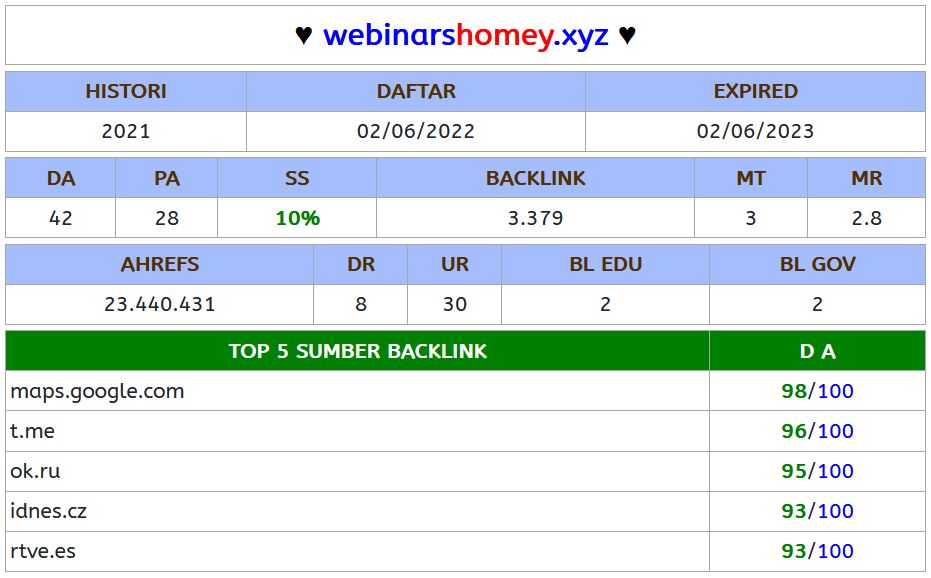 ♥ webinarshomey.xyz ♥
HISTORI DAFTAR EXPIRED
2021 02/06/2022 02/06/2023
DA PA SS BACKLINK MT MR
42 28 10% 3.379 3 2.8
AHREFS DR UR BL EDU BL GOV
23.440.431 8 30 2 2
TOP 5 SUMBER BACKLINK D A
maps.google.com 98/100
t.me 96/100
ok.ru 95/100
idnes.cz 93/100
rtve.es 93/100